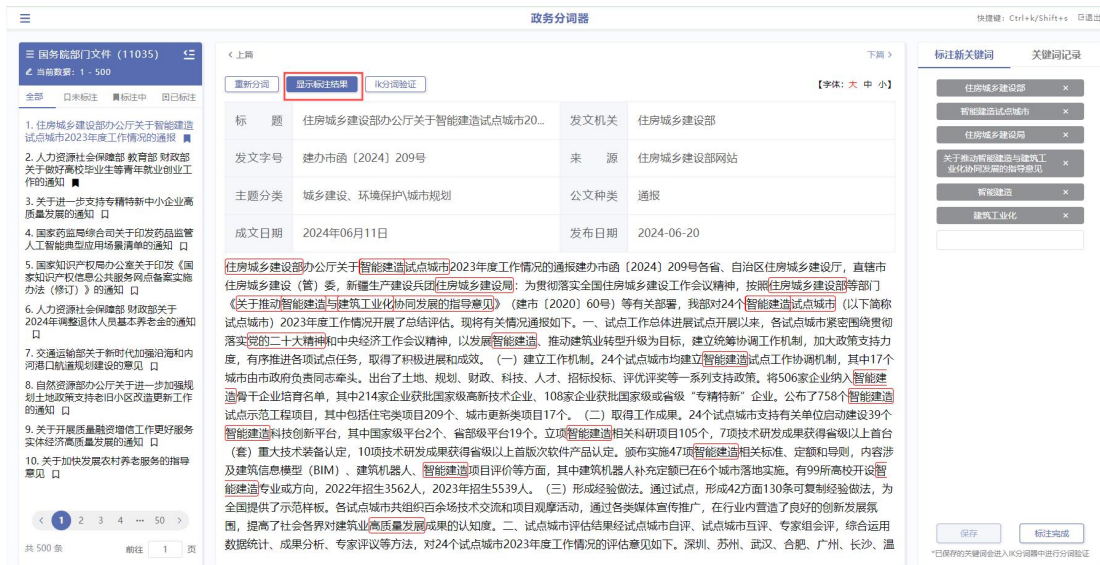 政务分词器
快捷键：Ctrl+k/Shift+s 退出
国务院部门文件（11035）
当前数据：1 - 500
全部 未标注 标注中 已标注
1. 住房城乡建设部办公厅关于智能建造
试点城市2023年度工作情况的通报
2. 人力资源社会保障部 教育部 财政部
关于做好高校毕业生等青年就业创业工
作的通知
3. 关于进一步支持专精特新中小企业高
质量发展的通知
4. 国家药监局综合司关于印发药品监管
人工智能典型应用场景清单的通知
5. 国家知识产权局办公室关于印发《国
家知识产权信息公共服务网点备案实施
办法（修订）》的通知
6. 人力资源社会保障部 财政部关于
2024年调整退休人员基本养老金的通知
7. 交通运输部关于新时代加强沿海和内
河港口航道规划建设的意见
8. 自然资源部办公厅关于进一步加强规
划土地政策支持老旧小区改造更新工作
的通知
9. 关于开展质量融资增信工作更好服务
实体经济高质量发展的通知
10. 关于加快发展农村养老服务的指导
意见
< 1 2 3 4 ··· 50 >
共 500 条 前往 1 页
< 上篇 下篇 >
重新分词 显示标注结果 ik分词验证 【字体：大 中 小】
标 题 住房城乡建设部办公厅关于智能建造试点城市20... 发文机关 住房城乡建设部
发文字号 建办市函〔2024〕209号 来 源 住房城乡建设部网站
主题分类 城乡建设、环境保护\城市规划 公文种类 通报
成文日期 2024年06月11日 发布日期 2024-06-20
住房城乡建设部办公厅关于智能建造试点城市2023年度工作情况的通报建办市函〔2024〕209号各省、自治区住房城乡建设厅，直辖市
住房城乡建设（管）委，新疆生产建设兵团住房城乡建设局：为贯彻落实全国住房城乡建设工作会议精神，按照住房城乡建设部等部门
《关于推动智能建造与建筑工业化协同发展的指导意见》（建市〔2020〕60号）等有关部署，我部对24个智能建造试点城市（以下简称
试点城市）2023年度工作情况开展了总结评估。现将有关情况通报如下。一、试点工作总体进展试点开展以来，各试点城市紧密围绕贯彻
落实党的二十大精神和中央经济工作会议精神，以发展智能建造、推动建筑业转型升级为目标，建立统筹协调工作机制，加大政策支持力
度，有序推进各项试点任务，取得了积极进展和成效。（一）建立工作机制。24个试点城市均建立智能建造试点工作协调机制，其中17个
城市由市政府负责同志牵头。出台了土地、规划、财政、科技、人才、招标投标、评优评奖等一系列支持政策。将506家企业纳入智能建
造骨干企业培育名单，其中214家企业获批国家级高新技术企业、108家企业获批国家级或省级“专精特新”企业。公布了758个智能建造
试点示范工程项目，其中包括住宅类项目209个、城市更新类项目17个。（二）取得工作成果。24个试点城市支持有关单位启动建设39个
智能建造科技创新平台，其中国家级平台2个、省部级平台19个。立项智能建造相关科研项目105个，7项技术研发成果获得省级以上首台
（套）重大技术装备认定，10项技术研发成果获得省级以上首版次软件产品认定。颁布实施47项智能建造相关标准、定额和导则，内容涉
及建筑信息模型（BIM）、建筑机器人、智能建造项目评价等方面，其中建筑机器人补充定额已在6个城市落地实施。有99所高校开设智
能建造专业或方向，2022年招生3562人，2023年招生5539人。（三）形成经验做法。通过试点，形成42方面130条可复制经验做法，为
全国提供了示范样板。各试点城市共组织百余场技术交流和项目观摩活动，通过各类媒体宣传推广，在行业内营造了良好的创新发展氛
围，提高了社会各界对建筑业高质量发展成果的认知度。二、试点城市评估结果经试点城市自评、试点城市互评、专家组会评，综合运用
数据统计、成果分析、专家评议等方法，对24个试点城市2023年度工作情况的评估意见如下。深圳、苏州、武汉、合肥、广州、长沙、温
标注新关键词 关键词记录
住房城乡建设部 ×
智能建造试点城市 ×
住房城乡建设局 ×
关于推动智能建造与建筑工
业化协同发展的指导意见 ×
智能建造 ×
建筑工业化 ×
保存 标注完成
*已保存的关键词会进入IK分词器中进行分词验证